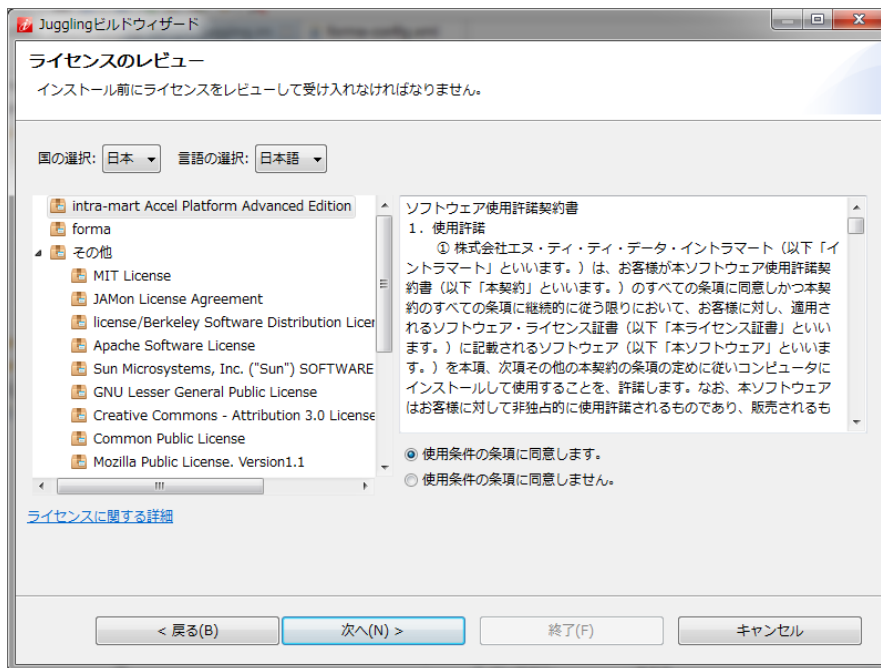 Jugglingビルドウィザード
ライセンスのレビュー
インストール前にライセンスをレビューして受け入れなければなりません。
国の選択: 日本 言語の選択: 日本語
intra-mart Accel Platform Advanced Edition
forma
その他
MIT License
JAMon License Agreement
license/Berkeley Software Distribution Licer
Apache Software License
Sun Microsystems, Inc. ("Sun") SOFTWARE
GNU Lesser General Public License
Creative Commons - Attribution 3.0 License
Common Public License
Mozilla Public License. Version1.1
ライセンスに関する詳細
ソフトウェア使用許諾契約書
1. 使用許諾
① 株式会社エヌ・ティ・ティ・データ・イントラマート（以下「イ
ントラマート」といいます。）は、お客様が本ソフトウェア使用許諾契
約書（以下「本契約」といいます。）のすべての条項に同意しかつ本契
約のすべての条項に継続的に従う限りにおいて、お客様に対し、適用さ
れるソフトウェア・ライセンス証書（以下「本ライセンス証書」といい
ます。）に記載されるソフトウェア（以下「本ソフトウェア」といいま
す。）を本項、次項その他の本契約の条項の定めに従いコンピュータに
インストールして使用することを、許諾します。なお、本ソフトウェア
はお客様に対して非独占的に使用許諾されるものであり、販売されるも
使用条件の条項に同意します。
使用条件の条項に同意しません。
< 戻る(B)
次へ(N) >
終了(F)
キャンセル